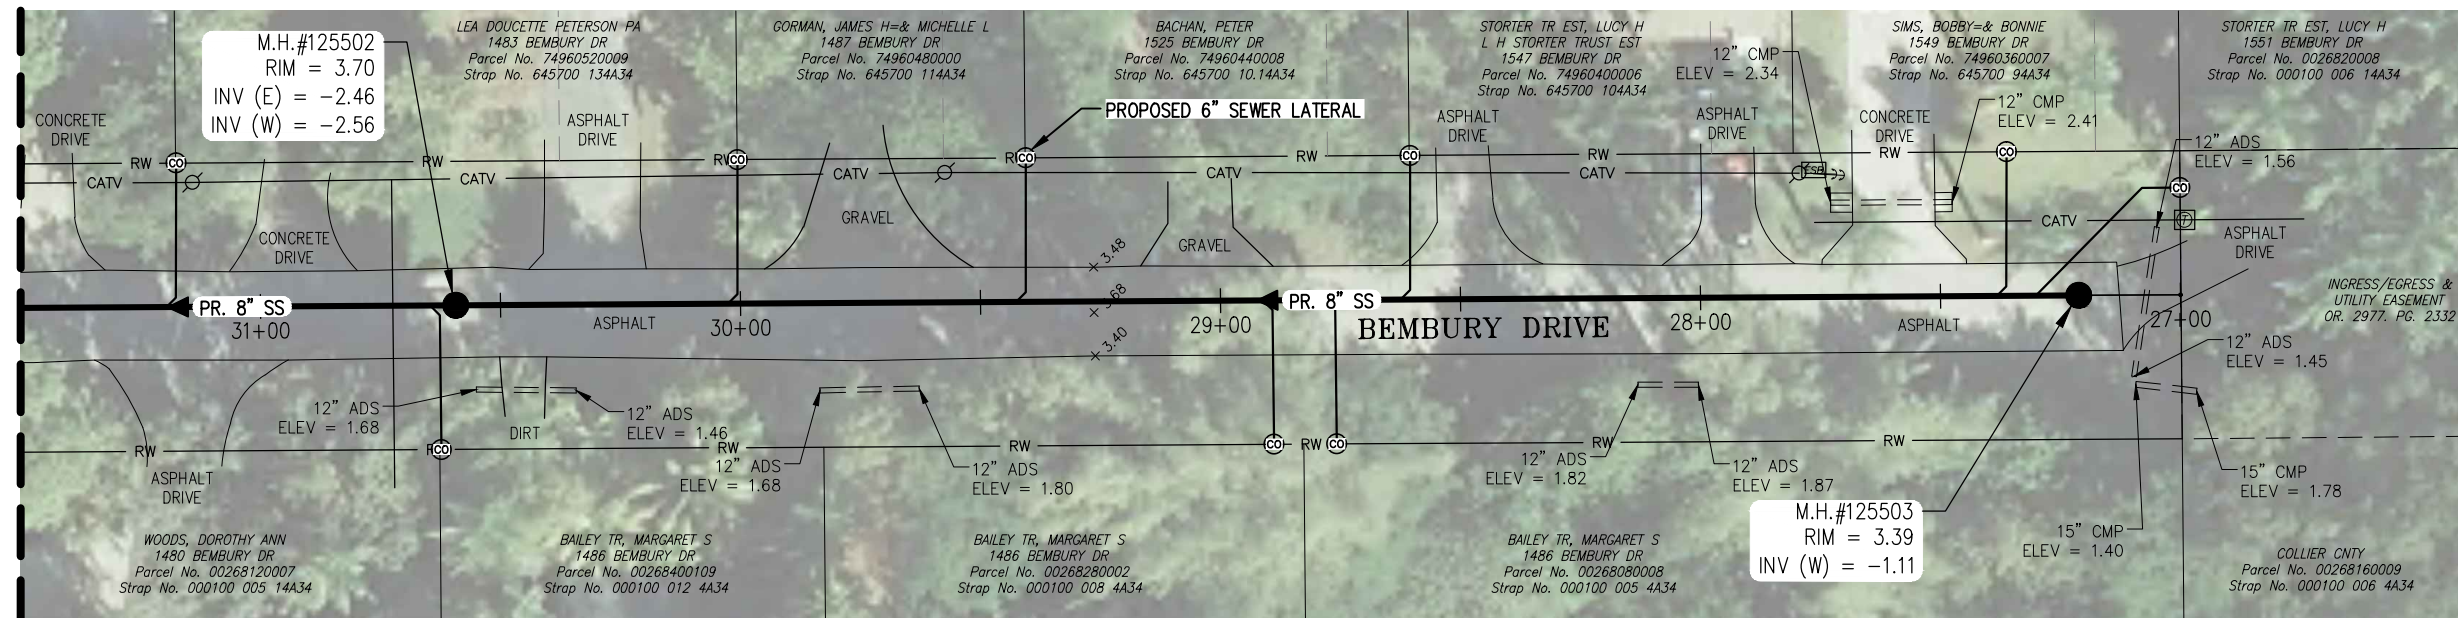 M.H.#125502
RIM = 3.70
INV (E) = -2.46
INV (W) = -2.56
LEA DOUCETTE PETERSON PA
1483 BEMBURY DR
Parcel No. 74960520009
Strap No. 645700 134A34
GORMAN, JAMES H=& MICHELLE L
1487 BEMBURY DR
Parcel No. 74960480000
Strap No. 645700 114A34
BACHAN, PETER
1525 BEMBURY DR
Parcel No. 74960440008
Strap No. 645700 10.14A34
STORTER TR EST, LUCY H
L H STORTER TRUST EST
1547 BEMBURY DR
Parcel No. 74960400006
Strap No. 645700 104A34
12" CMP
ELEV = 2.34
SIMS, BOBBY=& BONNIE
1549 BEMBURY DR
Parcel No. 74960360007
Strap No. 645700 94A34
STORTER TR EST, LUCY H
1551 BEMBURY DR
Parcel No. 0026820008
Strap No. 000100 006 14A34
CONCRETE
DRIVE
ASPHALT
DRIVE
PROPOSED 6" SEWER LATERAL
ASPHALT
DRIVE
ASPHALT
DRIVE
CONCRETE
DRIVE
12" CMP
ELEV = 2.41
12" ADS
ELEV = 1.56
RW
CO
RW
CO
CO
RW
CO
RW
RW
CO
CATV
CATV
CATV
CATV
CATV
CO
GRAVEL
CONCRETE
DRIVE
GRAVEL
CATV
T
ASPHALT
DRIVE
3.48
3.68
3.40
PR. 8" SS
31+00
ASPHALT
30+00
29+00
PR. 8" SS
BEMBURY DRIVE
28+00
ASPHALT
27+00
INGRESS/EGRESS &
UTILITY EASEMENT
OR. 2977. PG. 2332
12" ADS
ELEV = 1.45
12" ADS
ELEV = 1.68
DIRT
12" ADS
ELEV = 1.46
RW
CO
RW
RW
CO
RW
CO
RW
RW
ASPHALT
DRIVE
12" ADS
ELEV = 1.68
12" ADS
ELEV = 1.80
12" ADS
ELEV = 1.82
12" ADS
ELEV = 1.87
15" CMP
ELEV = 1.78
M.H.#125503
RIM = 3.39
INV (W) = -1.11
15" CMP
ELEV = 1.40
WOODS, DOROTHY ANN
1480 BEMBURY DR
Parcel No. 00268120007
Strap No. 000100 005 14A34
BAILEY TR, MARGARET S
1486 BEMBURY DR
Parcel No. 00268400109
Strap No. 000100 012 4A34
BAILEY TR, MARGARET S
1486 BEMBURY DR
Parcel No. 00268280002
Strap No. 000100 008 4A34
BAILEY TR, MARGARET S
1486 BEMBURY DR
Parcel No. 00268080008
Strap No. 000100 005 4A34
COLLIER CNTY
Parcel No. 00268160009
Strap No. 000100 006 4A34